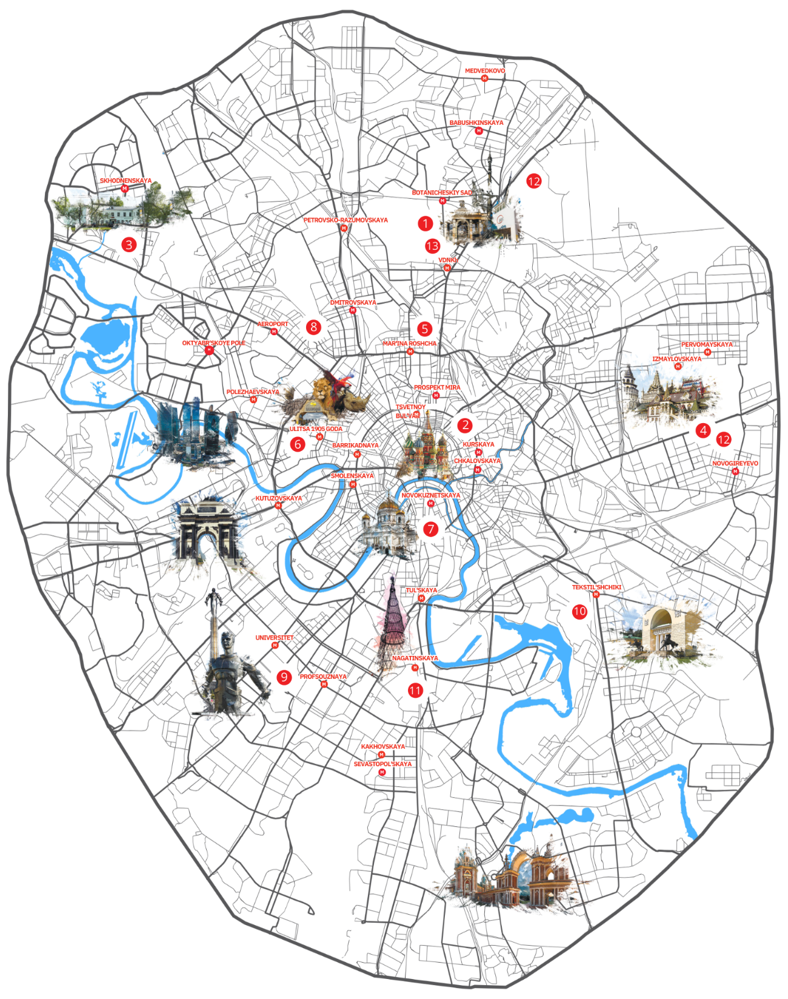 MEDVEDKOVO
M
BABUSHKINSKAYA
M
SKHODNENSKAYA
M
12
BOTANICHESKIY SAD
M
PETROVSKO-RAZUMOVSKAYA
M
1
3
13
VDNKL
M
DMITROVSKAYA
M
AEROPORT
M
8
5
OKTYABR'SKOYE POLE
M
MAR'INA ROSHCHA
M
PERVOMAYSKAYA
M
IZMAYLOVSKAYA
M
POLEZHAEVSKAYA
M
PROSPEKT MIRA
M
TSVETNOY
BUL'VAR
M
2
4
12
ULITSA 1905 GODA
M
6
BARRIKADNAYA
M
KURSKAYA
M
CHKALOVSKAYA
M
NOVOGIREYEVO
M
SMOLENSKAYA
M
KUTUZOVSKAYA
M
NOVOKUZNETSKAYA
M
7
TUL'SKAYA
M
TEKSTIL'SHCHIKI
M
10
UNIVERSITET
M
NAGATINSKAYA
M
9
PROFSOUZNAYA
M
11
KAKHOVSKAYA
M
SEVASTOPOL'SKAYA
M